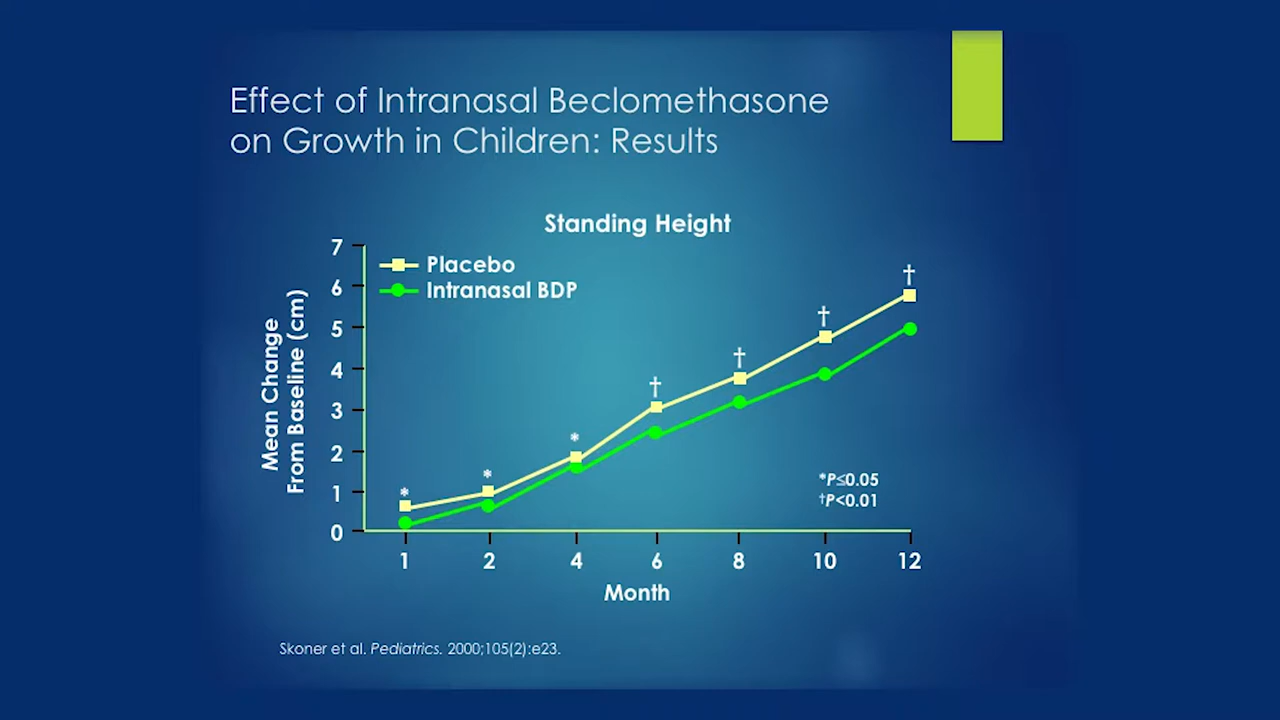 Effect of Intranasal Beclomethasone
on Growth in Children: Results
Standing Height
Placebo
Intranasal BDP
7
6
5
4
3
2
1
0
Mean Change
From Baseline (cm)
*
*
*
†
†
†
†
*P≤0.05
†P<0.01
1 2 4 6 8 10 12
Month
Skoner et al. Pediatrics. 2000;105(2):e23.